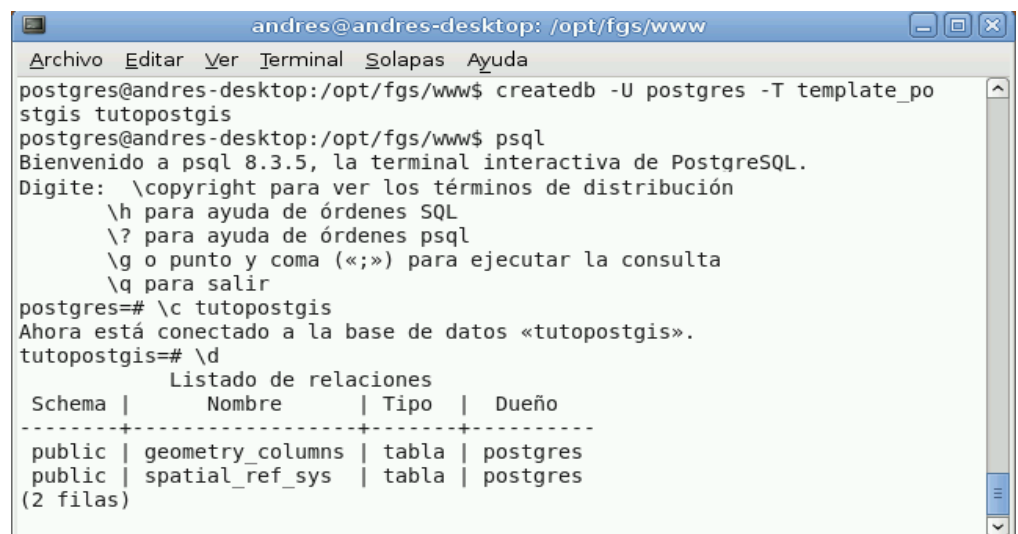 andres@andres-desktop: /opt/fgs/www
Archivo Editar Ver Terminal Solapas Ayuda
postgres@andres-desktop:/opt/fgs/www$ createdb -U postgres -T template_po
stgis tutopostgis
postgres@andres-desktop:/opt/fgs/www$ psql
Bienvenido a psql 8.3.5, la terminal interactiva de PostgreSQL.
Digite:  \copyright para ver los términos de distribución
       \h para ayuda de órdenes SQL
       \? para ayuda de órdenes psql
       \g o punto y coma («;») para ejecutar la consulta
       \q para salir
postgres=# \c tutopostgis
Ahora está conectado a la base de datos «tutopostgis».
tutopostgis=# \d
            Listado de relaciones
 Schema |      Nombre      | Tipo  |  Dueño
--------+------------------+-------+----------
 public | geometry_columns | tabla | postgres
 public | spatial_ref_sys  | tabla | postgres
(2 filas)